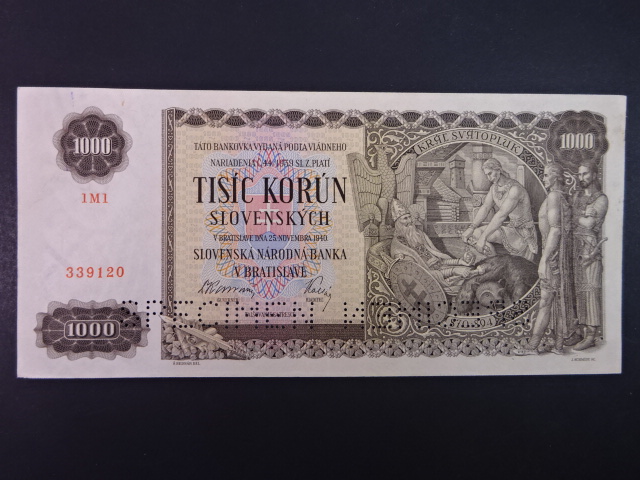 1000
KRÁĽ SVÄTOPLUK
1000
TÁTO BANKOVKA VYDANÁ PODĽA VLÁDNEHO
NARIADENIA č. 44/1939 SL. Z. PLATÍ
1M1
TISÍC KORÚN
SLOVENSKÝCH
V BRATISLAVE DŇA 25. NOVEMBRA 1940.
SLOVENSKÁ NÁRODNÁ BANKA
V BRATISLAVE
339120
GUVERNÉR
SPECIMEN
1000